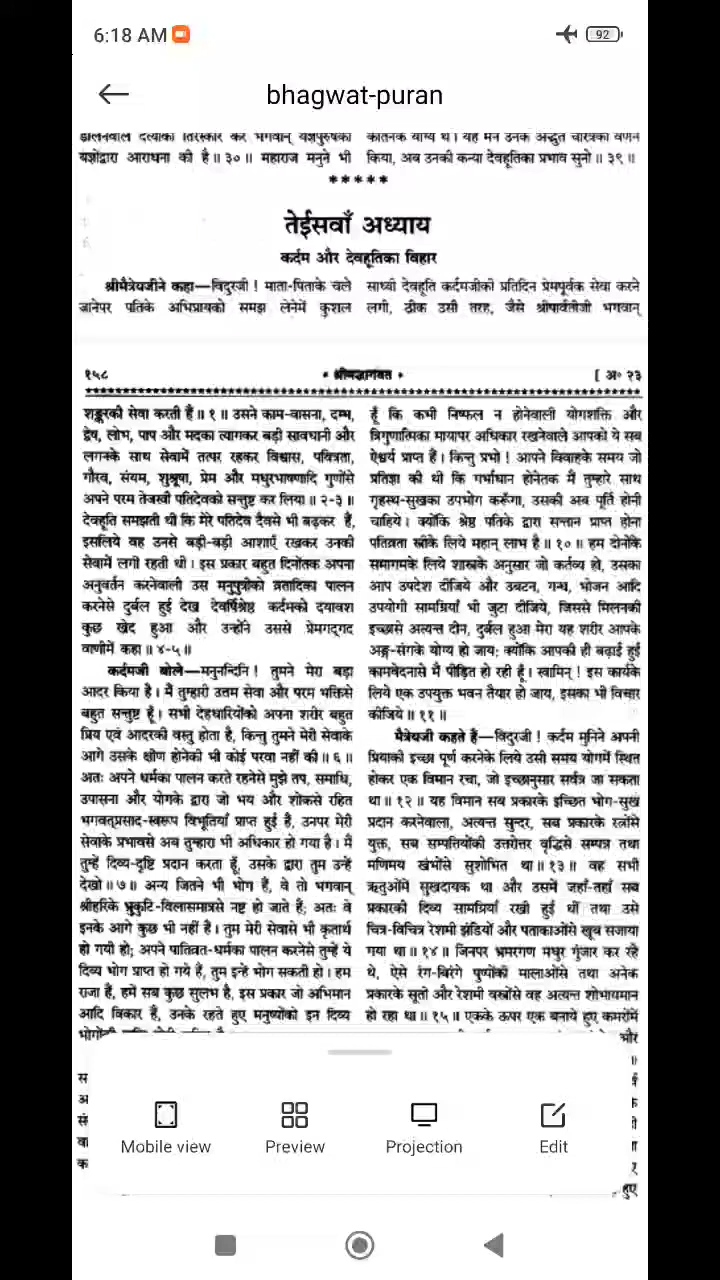 6:18 AM
92
bhagwat-puran
यज्ञोंद्वारा आराधना की है॥ ३०॥ महाराज मनुने भी
किया, अब उनकी कन्या देवहूतिका प्रभाव सुनो॥ ३९॥
*****
तेईसवाँ अध्याय
कर्दम और देवहूतिका विहार
श्रीमैत्रेयजीने कहा—विदुरजी! माता-पिताके चले
जानेपर पतिके अभिप्रायको समझ लेनेमें कुशल
साध्वी देवहूति कर्दमजीकी प्रतिदिन प्रेमपूर्वक सेवा करने
लगी, ठीक उसी तरह, जैसे श्रीपार्वतीजी भगवान्
१५८
* श्रीमद्भागवत *
[ अ० २३
शङ्करकी सेवा करती हैं॥ १॥ उसने काम-वासना, दम्भ,
द्वेष, लोभ, पाप और मदका त्यागकर बड़ी सावधानी और
लगनके साथ सेवामें तत्पर रहकर विश्वास, पवित्रता,
गौरव, संयम, शुश्रूषा, प्रेम और मधुरभाषणादि गुणोंसे
अपने परम तेजस्वी पतिदेवको सन्तुष्ट कर लिया॥ २-३॥
देवहूति समझती थी कि मेरे पतिदेव दैवसे भी बढ़कर हैं,
इसलिये वह उनसे बड़ी-बड़ी आशाएँ रखकर उनकी
सेवामें लगी रहती थी। इस प्रकार बहुत दिनोंतक अपना
अनुवर्तन करनेवाली उस मनुपुत्रीको व्रतादिका पालन
करनेसे दुर्बल हुई देख देवर्षिश्रेष्ठ कर्दमको दयावश
कुछ खेद हुआ और उन्होंने उससे प्रेमगद्गद
वाणीमें कहा॥ ४-५॥
कर्दमजी बोले—मनुनन्दिनि! तुमने मेरा बड़ा
आदर किया है। मैं तुम्हारी उत्तम सेवा और परम भक्तिसे
बहुत सन्तुष्ट हूँ। सभी देहधारियोंको अपना शरीर बहुत
प्रिय एवं आदरकी वस्तु होता है, किन्तु तुमने मेरी सेवाके
आगे उसके क्षीण होनेकी भी कोई परवा नहीं की॥ ६॥
अतः अपने धर्मका पालन करते रहनेसे मुझे तप, समाधि,
उपासना और योगके द्वारा जो भय और शोकसे रहित
भगवत्प्रसाद-स्वरूप विभूतियाँ प्राप्त हुई हैं, उनपर मेरी
सेवाके प्रभावसे अब तुम्हारा भी अधिकार हो गया है। मैं
तुम्हें दिव्य-दृष्टि प्रदान करता हूँ, उसके द्वारा तुम उन्हें
देखो॥ ७॥ अन्य जितने भी भोग हैं, वे तो भगवान्
श्रीहरिके भ्रुकुटि-विलासमात्रसे नष्ट हो जाते हैं; अतः वे
इनके आगे कुछ भी नहीं हैं। तुम मेरी सेवासे भी कृतार्थ
हो गयी हो; अपने पातिव्रत-धर्मका पालन करनेसे तुम्हें ये
दिव्य भोग प्राप्त हो गये हैं, तुम इन्हें भोग सकती हो। हम
राजा हैं, हमें सब कुछ सुलभ है, इस प्रकार जो अभिमान
आदि विकार हैं, उनके रहते हुए मनुष्योंको इन दिव्य
हूँ कि कभी निष्फल न होनेवाली योगशक्ति और
त्रिगुणात्मिका मायापर अधिकार रखनेवाले आपको ये सब
ऐश्वर्य प्राप्त हैं। किन्तु प्रभो! आपने विवाहके समय जो
प्रतिज्ञा की थी कि गर्भाधान होनेतक मैं तुम्हारे साथ
गृहस्थ-सुखका उपभोग करूँगा, उसकी अब पूर्ति होनी
चाहिये। क्योंकि श्रेष्ठ पतिके द्वारा सन्तान प्राप्त होना
पतिव्रता स्त्रीके लिये महान् लाभ है॥ १०॥ हम दोनोंके
समागमके लिये शास्त्रके अनुसार जो कर्तव्य हो, उसका
आप उपदेश दीजिये और उबटन, गन्ध, भोजन आदि
उपयोगी सामग्रियाँ भी जुटा दीजिये, जिससे मिलनकी
इच्छासे अत्यन्त दीन, दुर्बल हुआ मेरा यह शरीर आपके
अङ्ग-संगके योग्य हो जाय; क्योंकि आपकी ही बढ़ाई हुई
कामवेदनासे मैं पीड़ित हो रही हूँ। स्वामिन्! इस कार्यके
लिये एक उपयुक्त भवन तैयार हो जाय, इसका भी विचार
कीजिये॥ ११॥
मैत्रेयजी कहते हैं—विदुरजी! कर्दम मुनिने अपनी
प्रियाकी इच्छा पूर्ण करनेके लिये उसी समय योगमें स्थित
होकर एक विमान रचा, जो इच्छानुसार सर्वत्र जा सकता
था॥ १२॥ यह विमान सब प्रकारके इच्छित भोग-सुख
प्रदान करनेवाला, अत्यन्त सुन्दर, सब प्रकारके रत्नोंसे
युक्त, सब सम्पत्तियोंकी उत्तरोत्तर वृद्धिसे सम्पन्न तथा
मणिमय खंभोंसे सुशोभित था॥ १३॥ वह सभी
ऋतुओंमें सुखदायक था और उसमें जहाँ-तहाँ सब
प्रकारकी दिव्य सामग्रियाँ रखी हुई थीं तथा उसे
चित्र-विचित्र रेशमी झंडियों और पताकाओंसे खूब सजाया
गया था॥ १४॥ जिनपर भ्रमरगण मधुर गुंजार कर रहे
थे, ऐसे रंग-बिरंगे पुष्पोंकी मालाओंसे तथा अनेक
प्रकारके सूती और रेशमी वस्त्रोंसे वह अत्यन्त शोभायमान
हो रहा था॥ १५॥ एकके ऊपर एक बनाये हुए कमरोंमें
और
हुए
Mobile view
Preview
Projection
Edit